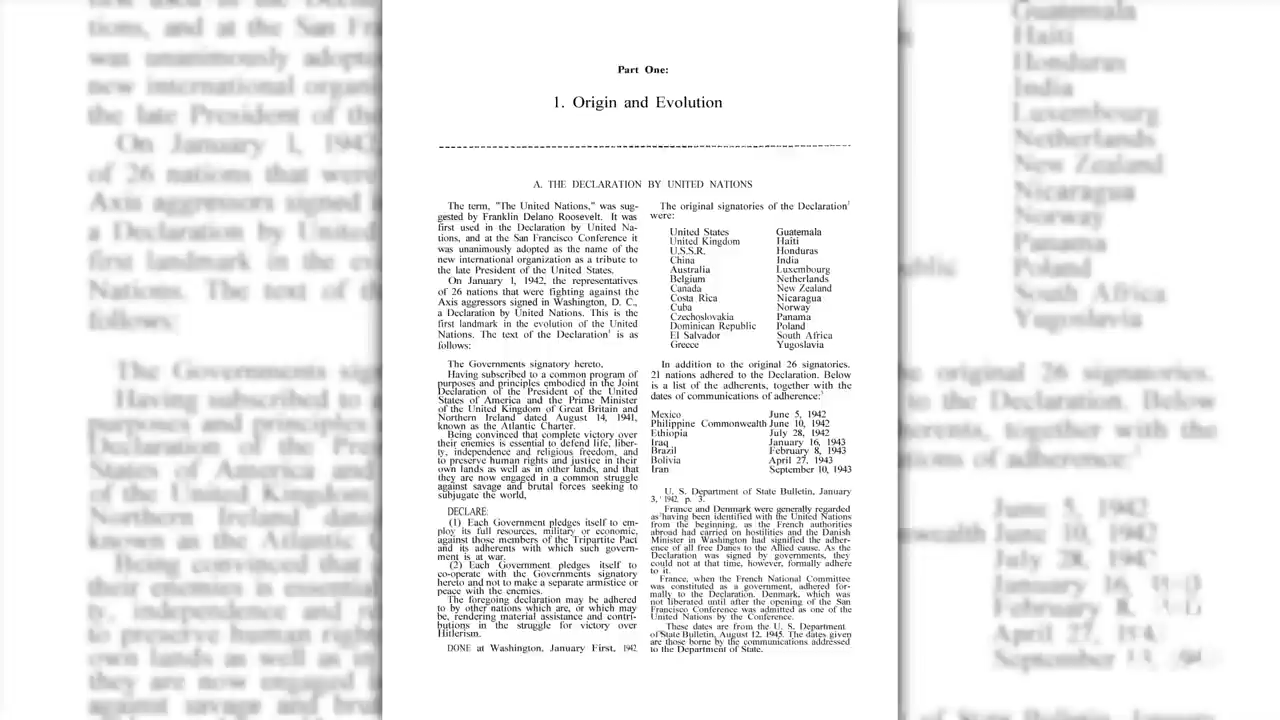 Part One:
1. Origin and Evolution
A. THE DECLARATION BY UNITED NATIONS
The term, "The United Nations," was sug-
gested by Franklin Delano Roosevelt. It was
first used in the Declaration by United Na-
tions, and at the San Francisco Conference it
was unanimously adopted as the name of the
new international organization as a tribute to
the late President of the United States.
On January 1, 1942, the representatives
of 26 nations that were fighting against the
Axis aggressors signed in Washington, D. C.,
a Declaration by United Nations. This is the
first landmark in the evolution of the United
Nations. The text of the Declaration¹ is as
follows:
The Governments signatory hereto,
Having subscribed to a common program of
purposes and principles embodied in the Joint
Declaration of the President of the United
States of America and the Prime Minister
of the United Kingdom of Great Britain and
Northern Ireland dated August 14, 1941,
known as the Atlantic Charter.
Being convinced that complete victory over
their enemies is essential to defend life, liber-
ty, independence and religious freedom, and
to preserve human rights and justice in their
own lands as well as in other lands, and that
they are now engaged in a common struggle
against savage and brutal forces seeking to
subjugate the world,
DECLARE:
(1) Each Government pledges itself to em-
ploy its full resources, military or economic,
against those members of the Tripartite Pact
and its adherents with which such govern-
ment is at war.
(2) Each Government pledges itself to
co-operate with the Governments signatory
hereto and not to make a separate armistice or
peace with the enemies.
The foregoing declaration may be adhered
to by other nations which are, or which may
be, rendering material assistance and contri-
butions in the struggle for victory over
Hitlerism.
DONE at Washington, January First, 1942
The original signatories of the Declaration²
were:
United States Guatemala
United Kingdom Haiti
U.S.S.R. Honduras
China India
Australia Luxembourg
Belgium Netherlands
Canada New Zealand
Costa Rica Nicaragua
Cuba Norway
Czechoslovakia Panama
Dominican Republic Poland
El Salvador South Africa
Greece Yugoslavia
In addition to the original 26 signatories.
21 nations adhered to the Declaration. Below
is a list of the adherents, together with the
dates of communications of adherence:³
Mexico June 5, 1942
Philippine Commonwealth June 10, 1942
Ethiopia July 28, 1942
Iraq January 16, 1943
Brazil February 8, 1943
Bolivia April 27, 1943
Iran September 10, 1943
U. S. Department of State Bulletin, January
3, 1942 p. 3.
France and Denmark were generally regarded
as having been identified with the United Nations
from the beginning, as the French authorities
abroad had carried on hostilities and the Danish
Minister in Washington had signified the adher-
ence of all free Danes to the Allied cause. As the
Declaration was signed by governments, they
could not at that time, however, formally adhere
to it.
France, when the French National Committee
was constituted as a government, adhered for-
mally to the Declaration. Denmark, which was
not liberated until after the opening of the San
Francisco Conference was admitted as one of the
United Nations by the Conference.
These dates are from the U. S. Department
of State Bulletin, August 12, 1945. The dates given
are those borne by the communications addressed
to the Department of State.